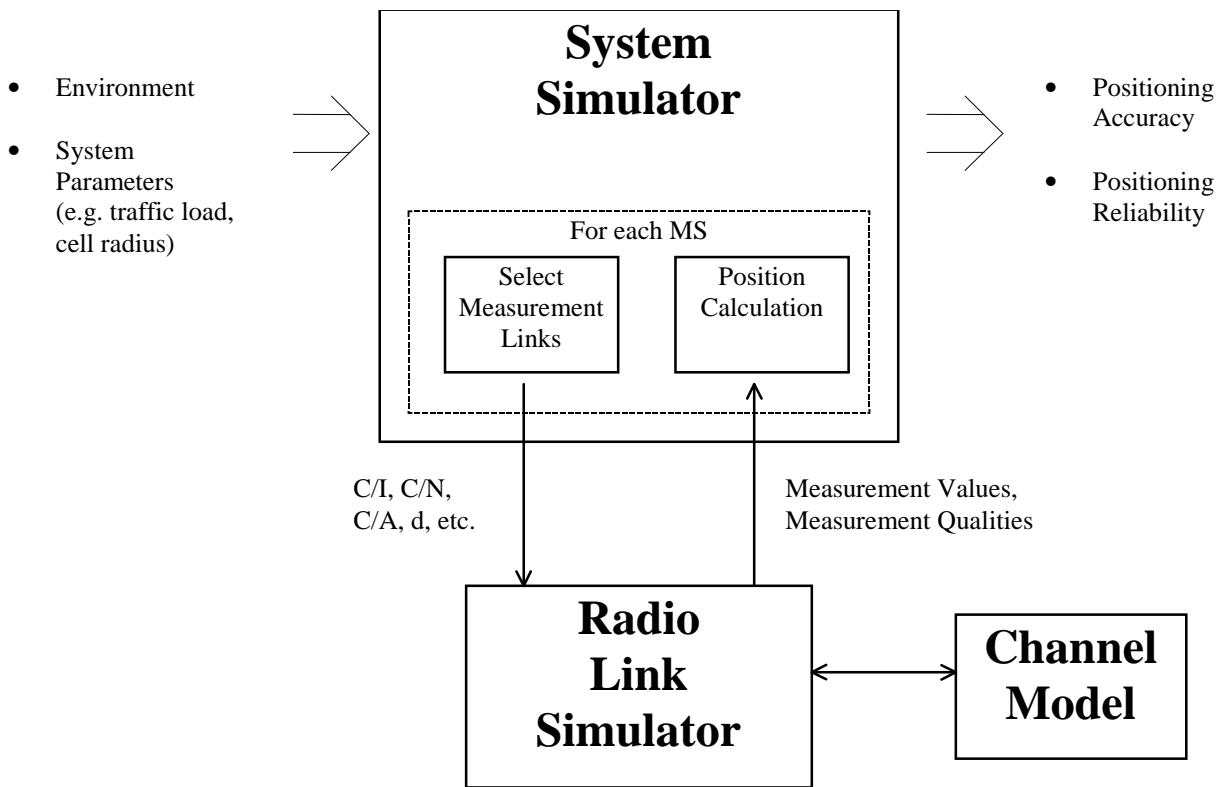 System
Simulator
• Environment
• System
Parameters
(e.g. traffic load,
cell radius)
• Positioning
Accuracy
• Positioning
Reliability
For each MS
Select
Measurement
Links
Position
Calculation
C/I, C/N,
C/A, d, etc.
Measurement Values,
Measurement Qualities
Radio
Link
Simulator
Channel
Model